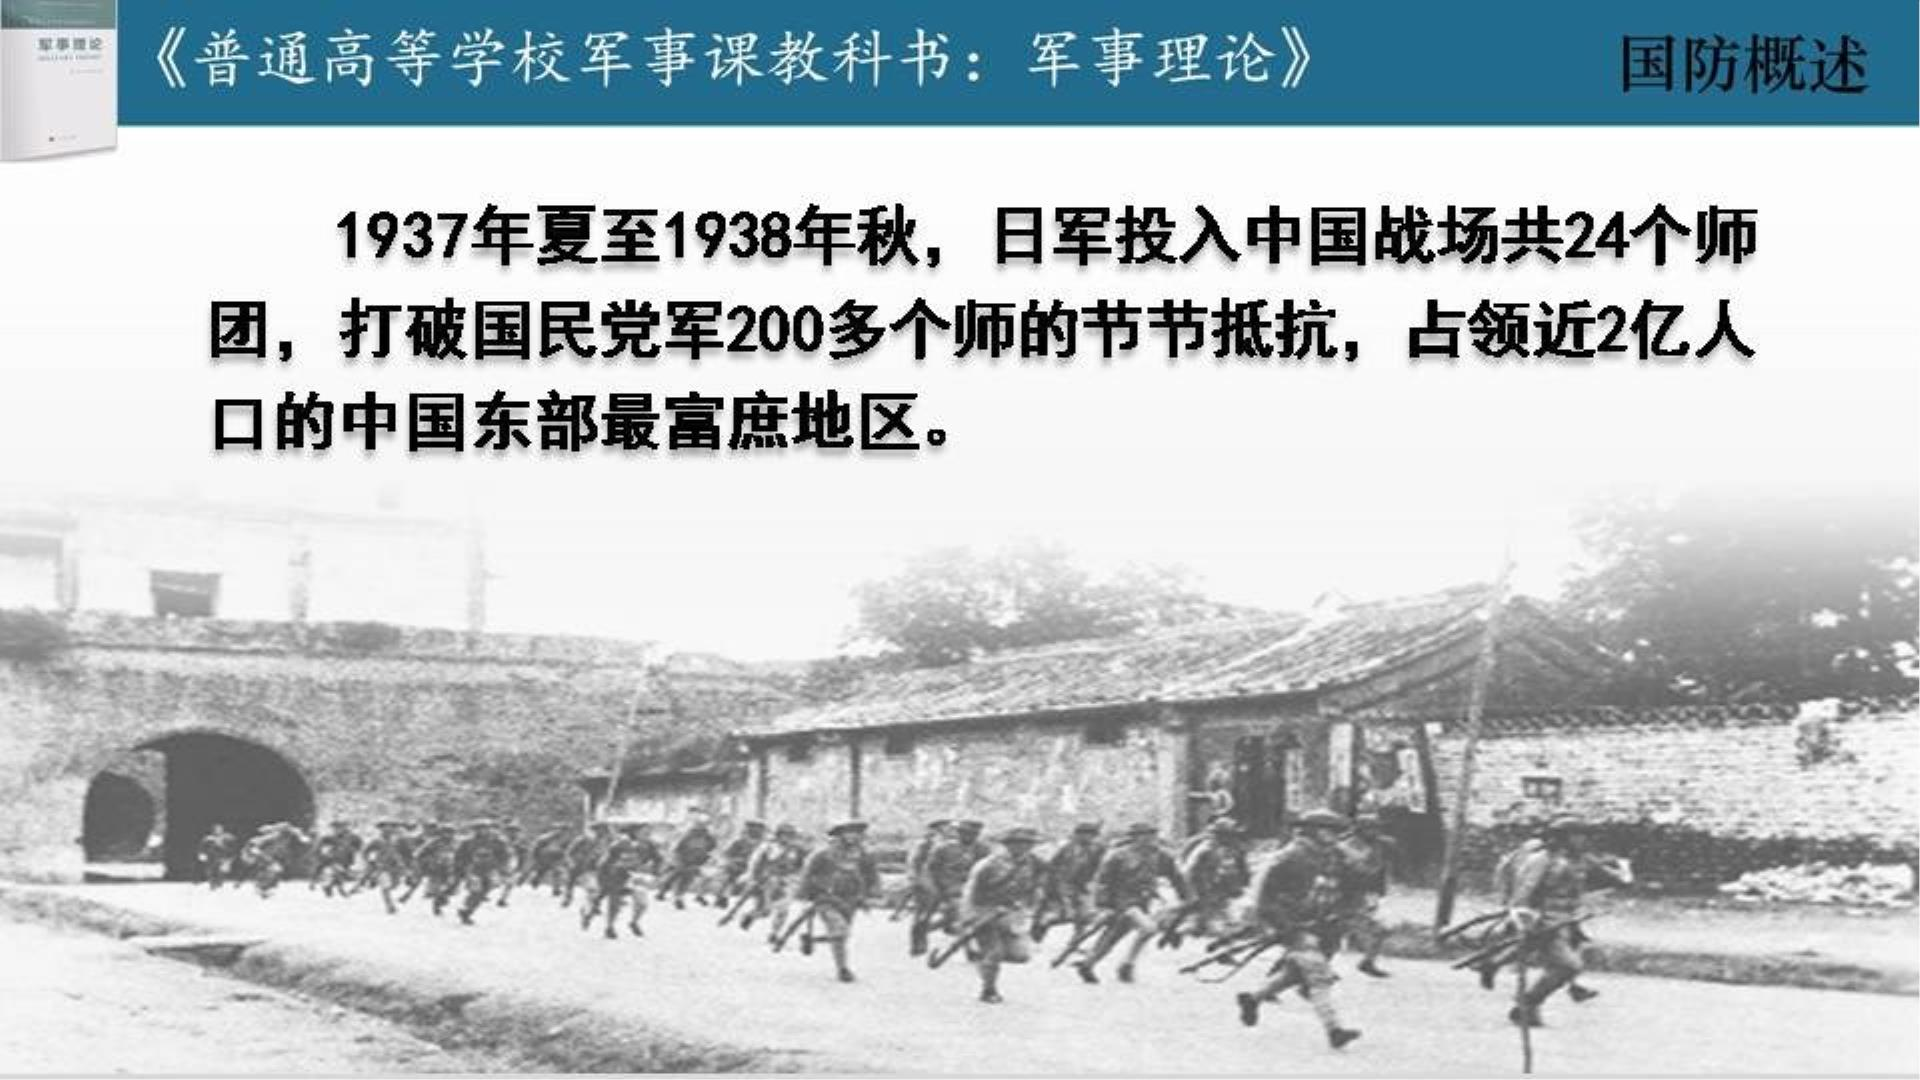 军事理论
《普通高等学校军事课教科书：军事理论》
国防概述
1937年夏至1938年秋，日军投入中国战场共24个师
团，打破国民党军200多个师的节节抵抗，占领近2亿人
口的中国东部最富庶地区。